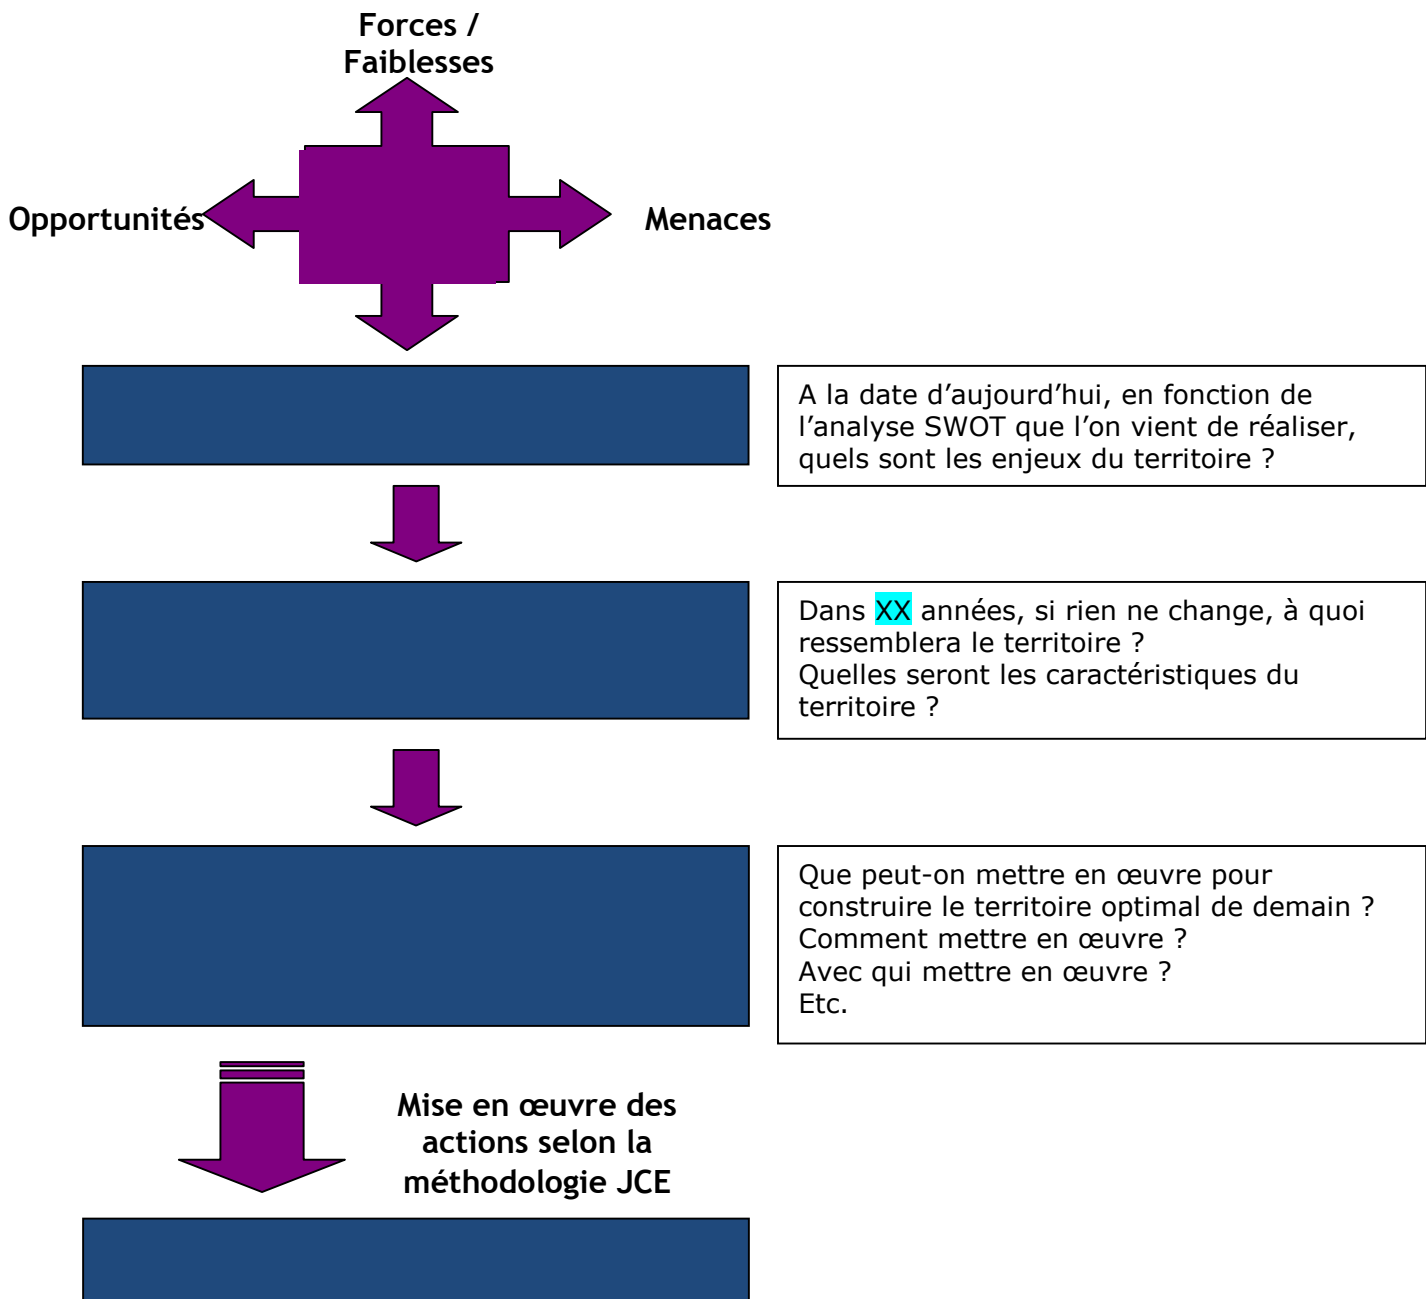 Forces /
Faiblesses
Opportunités
Menaces
A la date d’aujourd’hui, en fonction de
l’analyse SWOT que l’on vient de réaliser,
quels sont les enjeux du territoire ?
Dans XX années, si rien ne change, à quoi
ressemblera le territoire ?
Quelles seront les caractéristiques du
territoire ?
Que peut-on mettre en œuvre pour
construire le territoire optimal de demain ?
Comment mettre en œuvre ?
Avec qui mettre en œuvre ?
Etc.
Mise en œuvre des
actions selon la
méthodologie JCE